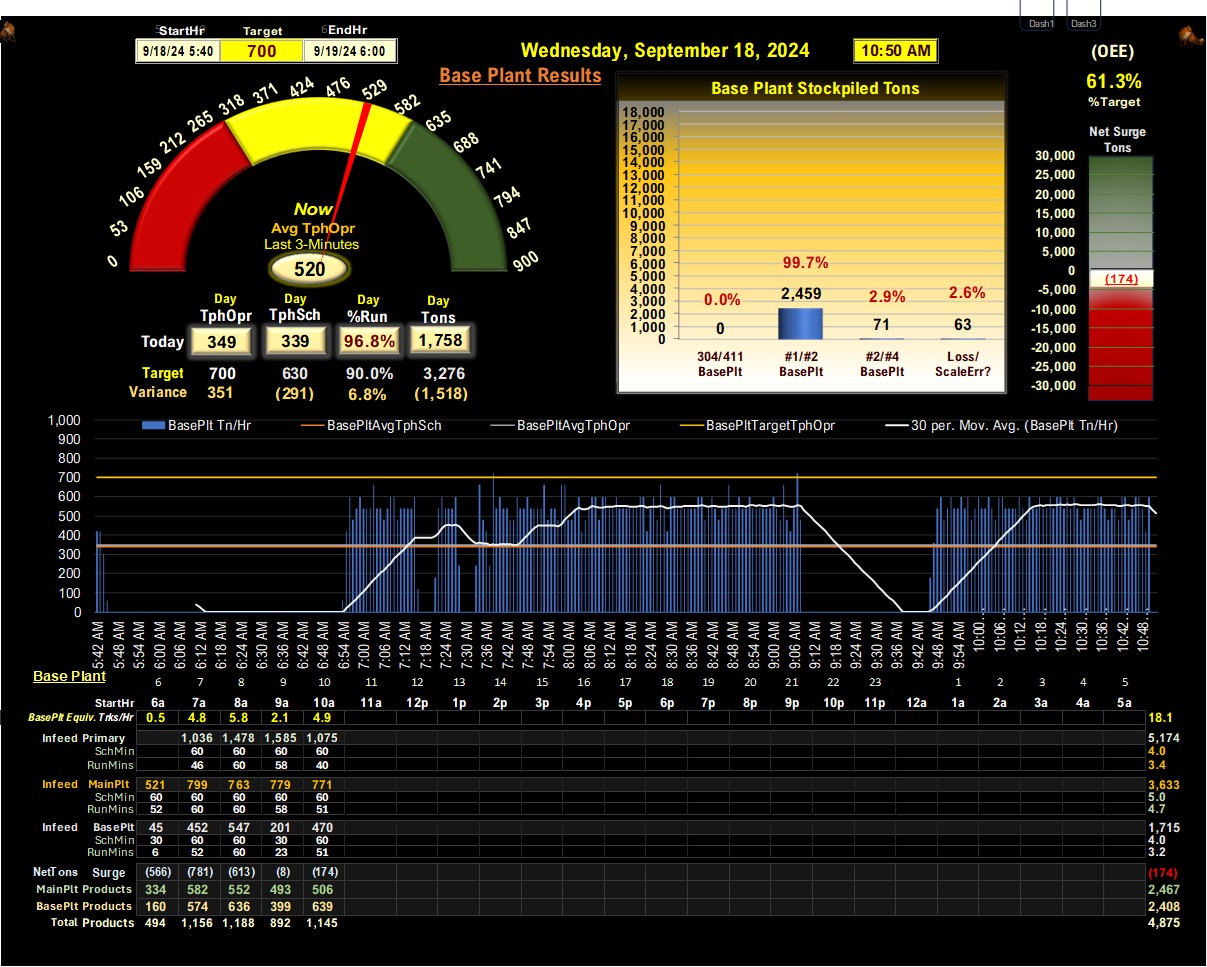 Dash1 Dash3
StartHr Target EndHr
9/18/24 5:40 700 9/19/24 6:00
Wednesday, September 18, 2024 10:50 AM
(OEE)
61.3%
%Target
Base Plant Results
0 53 106 159 212 265 318 371 424 476 529 582 635 688 741 794 847 900
Now
Avg TphOpr
Last 3-Minutes
520
Day Day Day Day
TphOpr TphSch %Run Tons
Today 349 339 96.8% 1,758
Target 700 630 90.0% 3,276
Variance 351 (291) 6.8% (1,518)
Base Plant Stockpiled Tons
18,000
17,000
16,000
15,000
14,000
13,000
12,000
11,000
10,000
9,000
8,000
7,000
6,000
5,000
4,000
3,000
2,000
1,000
0
0.0% 99.7% 2.9% 2.6%
0 2,459 71 63
304/411 #1/#2 #2/#4 Loss/
BasePlt BasePlt BasePlt ScaleErr?
Net Surge
Tons
30,000
25,000
20,000
15,000
10,000
5,000
0
(174)
-5,000
-10,000
-15,000
-20,000
-25,000
-30,000
BasePlt Tn/Hr BasePltAvgTphSch BasePltAvgTphOpr BasePltTargetTphOpr 30 per. Mov. Avg. (BasePlt Tn/Hr)
1,000
900
800
700
600
500
400
300
200
100
0
5:42 AM 5:48 AM 5:54 AM 6:00 AM 6:06 AM 6:12 AM 6:18 AM 6:24 AM 6:30 AM 6:36 AM 6:42 AM 6:48 AM 6:54 AM 7:00 AM 7:06 AM 7:12 AM 7:18 AM 7:24 AM 7:30 AM 7:36 AM 7:42 AM 7:48 AM 7:54 AM 8:00 AM 8:06 AM 8:12 AM 8:18 AM 8:24 AM 8:30 AM 8:36 AM 8:42 AM 8:48 AM 8:54 AM 9:00 AM 9:06 AM 9:12 AM 9:18 AM 9:24 AM 9:30 AM 9:36 AM 9:42 AM 9:48 AM 9:54 AM 10:00... 10:06... 10:12... 10:18... 10:24... 10:30... 10:36... 10:42... 10:48...
Base Plant
6 7 8 9 10 11 12 13 14 15 16 17 18 19 20 21 22 23 1 2 3 4 5
StartHr 6a 7a 8a 9a 10a 11a 12p 1p 2p 3p 4p 5p 6p 7p 8p 9p 10p 11p 12a 1a 2a 3a 4a 5a
BasePlt Equiv. Trks/Hr 0.5 4.8 5.8 2.1 4.9 18.1
Infeed Primary 1,036 1,478 1,585 1,075 5,174
SchMin 60 60 60 60 4.0
RunMins 46 60 58 40 3.4
Infeed MainPlt 521 799 763 779 771 3,633
SchMin 60 60 60 60 60 5.0
RunMins 52 60 60 58 51 4.7
Infeed BasePlt 45 452 547 201 470 1,715
SchMin 30 60 60 30 60 4.0
RunMins 6 52 60 23 51 3.2
NetTons Surge (566) (781) (613) (8) (174) (174)
MainPlt Products 334 582 552 493 506 2,467
BasePlt Products 160 574 636 399 639 2,408
Total Products 494 1,156 1,188 892 1,145 4,875